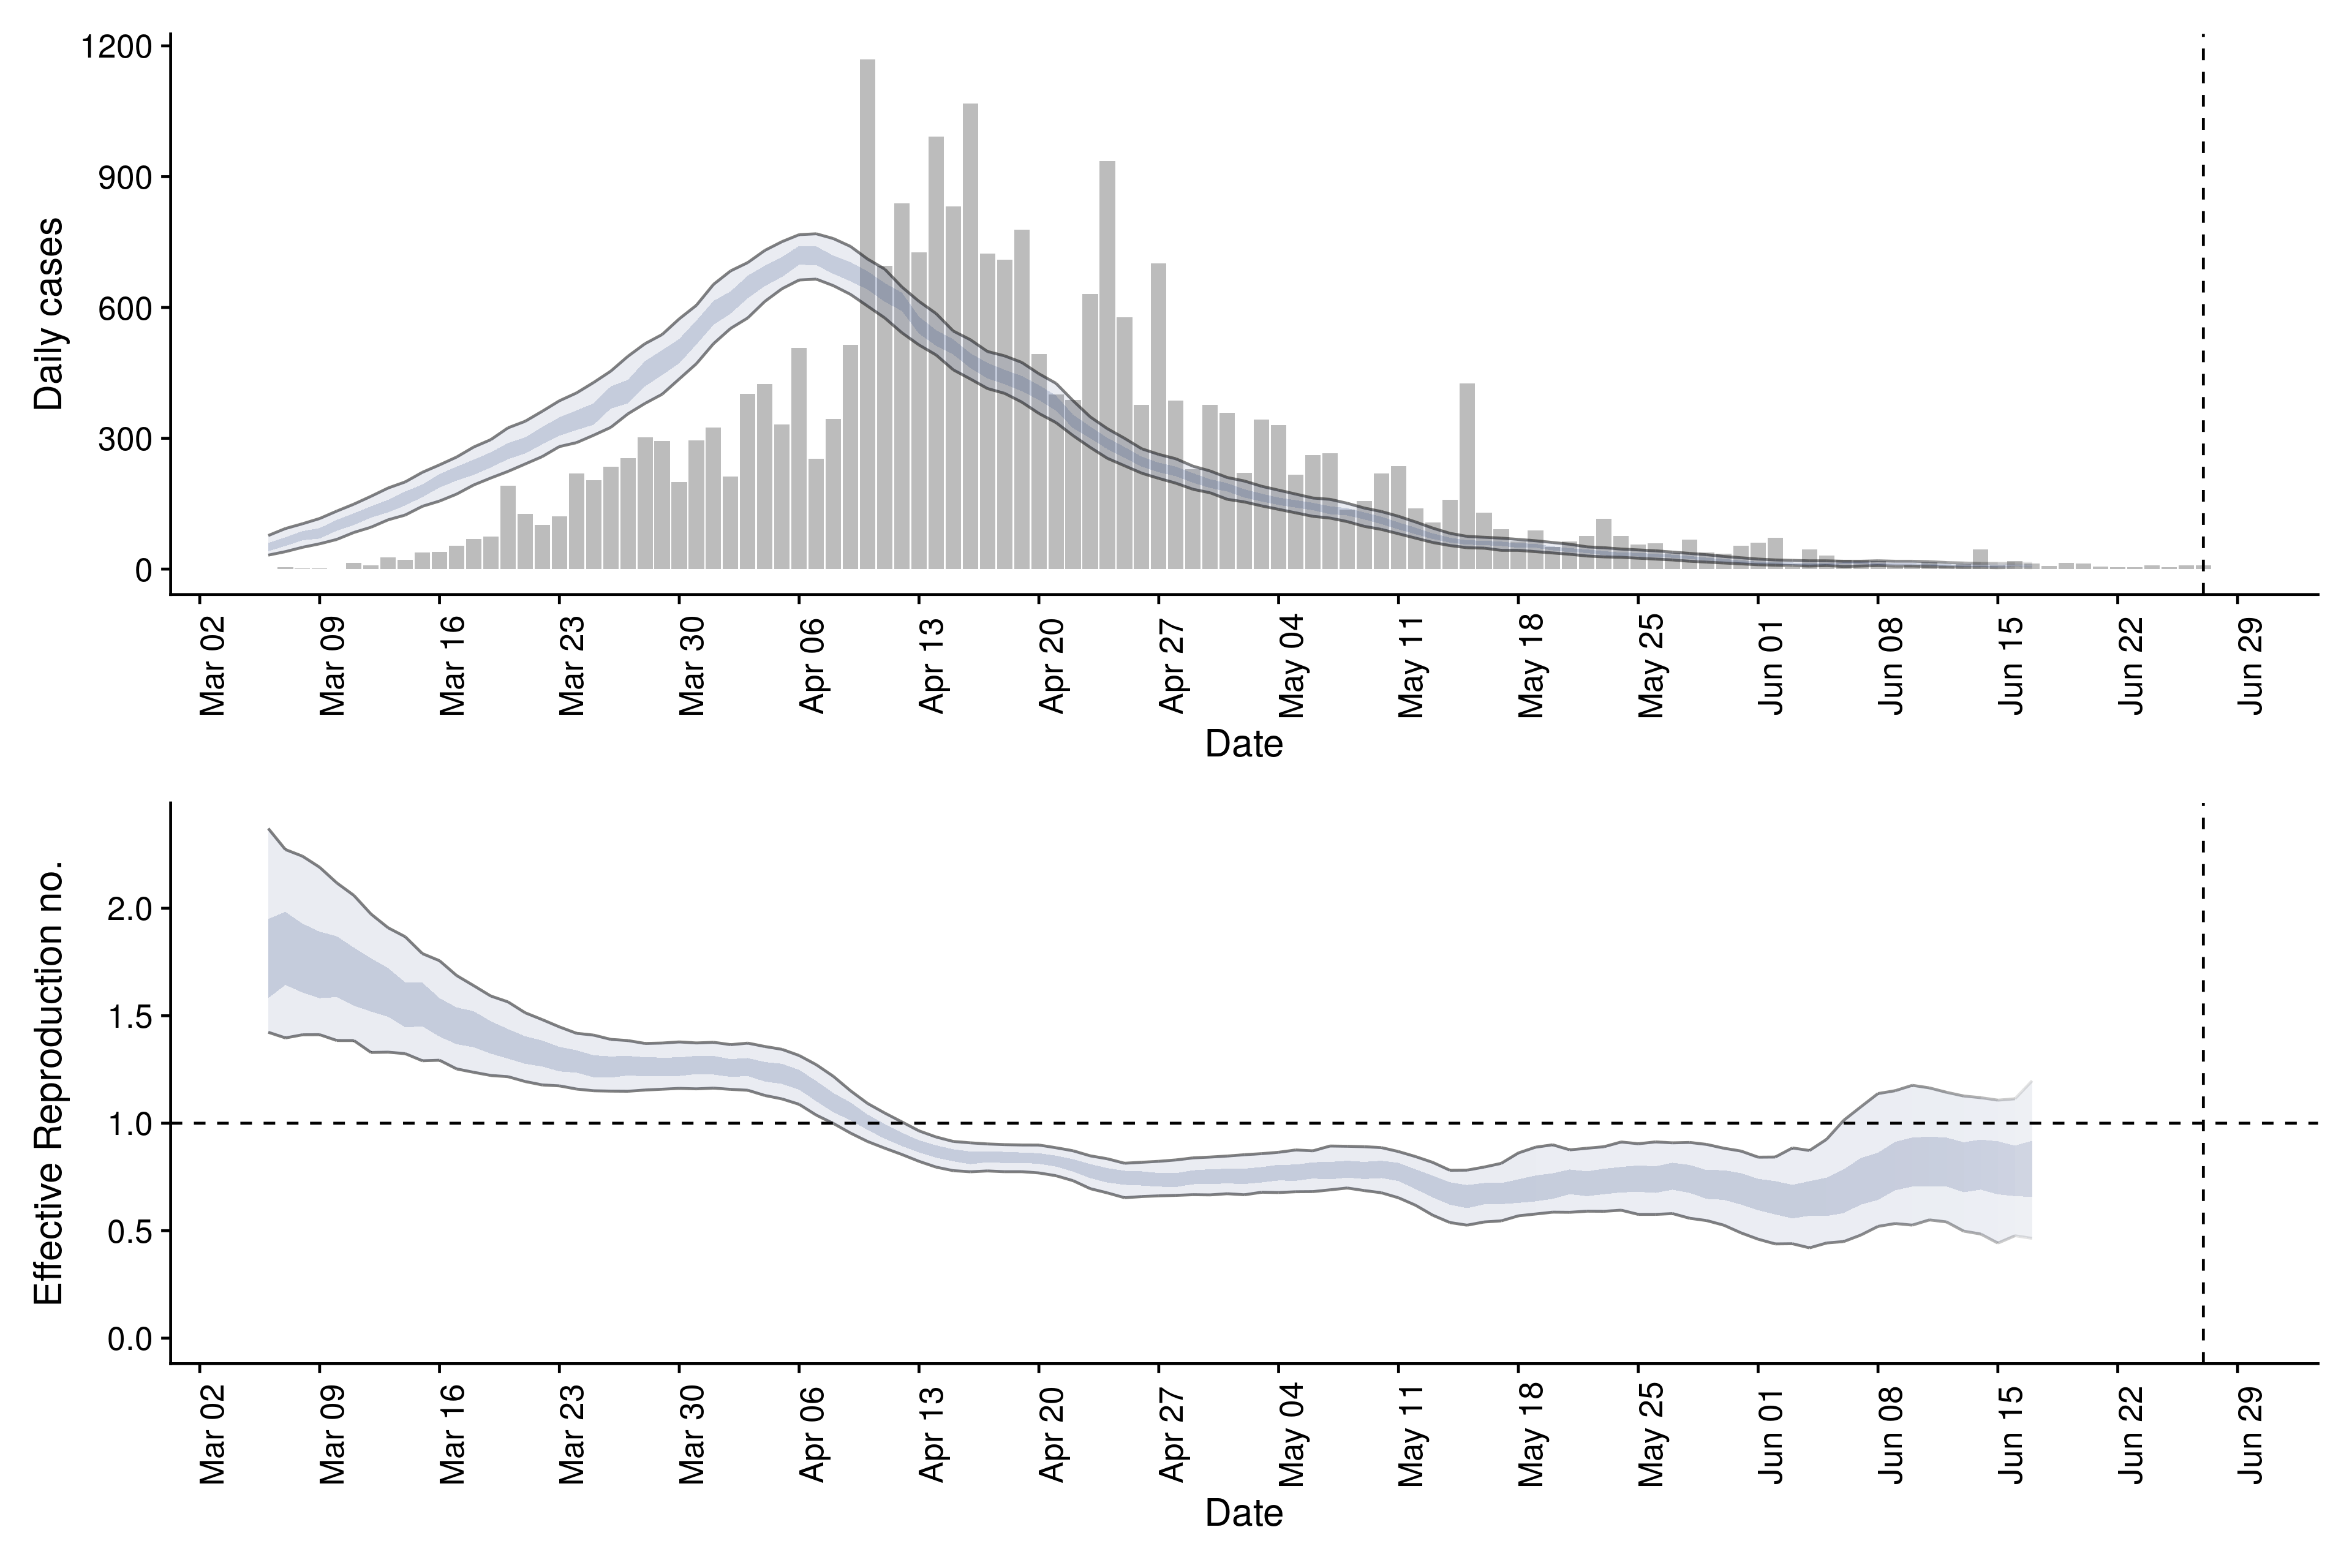 1200
900
600
300
0
Daily cases
Mar 02
Mar 09
Mar 16
Mar 23
Mar 30
Apr 06
Apr 13
Apr 20
Apr 27
May 04
May 11
May 18
May 25
Jun 01
Jun 08
Jun 15
Jun 22
Jun 29
Date
2.0
1.5
1.0
0.5
0.0
Effective Reproduction no.
Mar 02
Mar 09
Mar 16
Mar 23
Mar 30
Apr 06
Apr 13
Apr 20
Apr 27
May 04
May 11
May 18
May 25
Jun 01
Jun 08
Jun 15
Jun 22
Jun 29
Date